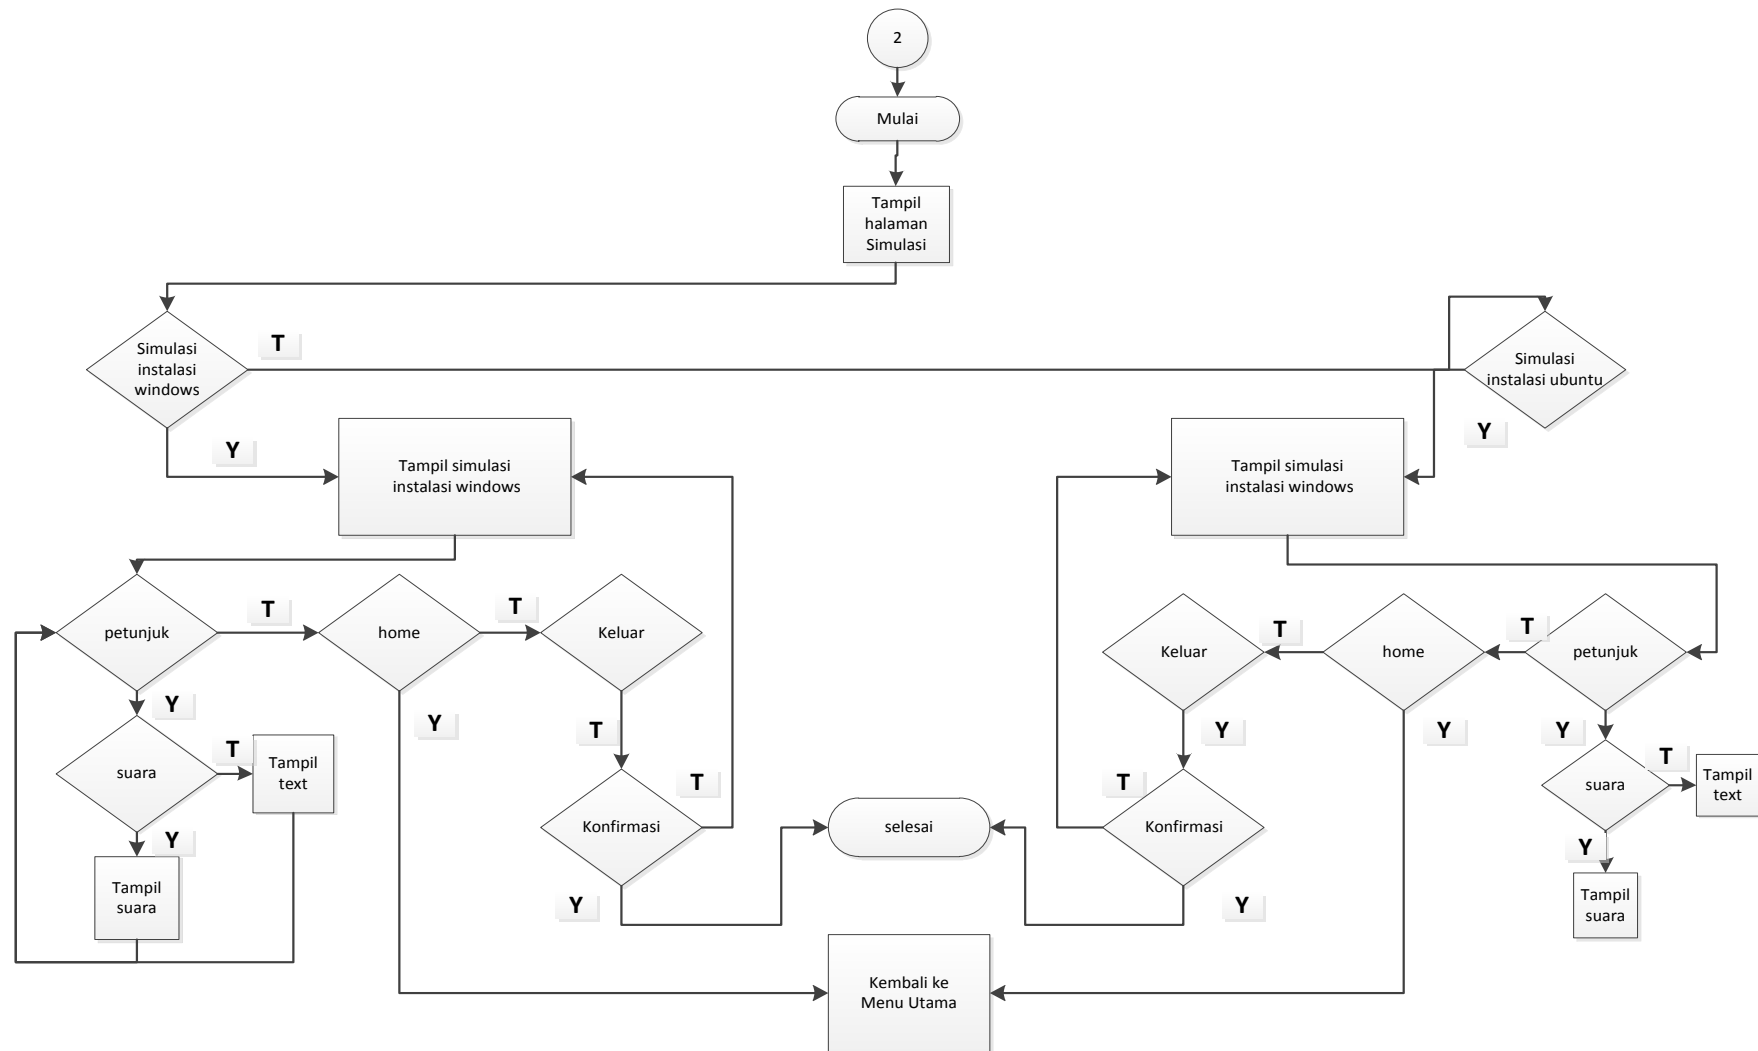 2
Mulai
Tampil
halaman
Simulasi
Simulasi
instalasi
windows
T
Simulasi
instalasi ubuntu
Y
Tampil simulasi
instalasi windows
Tampil simulasi
instalasi windows
Y
petunjuk
T
home
T
Keluar
Keluar
T
home
T
petunjuk
Y
Y
T
Y
Y
Y
suara
T
Tampil
text
T
T
suara
T
Tampil
text
Y
Konfirmasi
selesai
Konfirmasi
Y
Tampil
suara
Y
Y
Tampil
suara
Kembali ke
Menu Utama